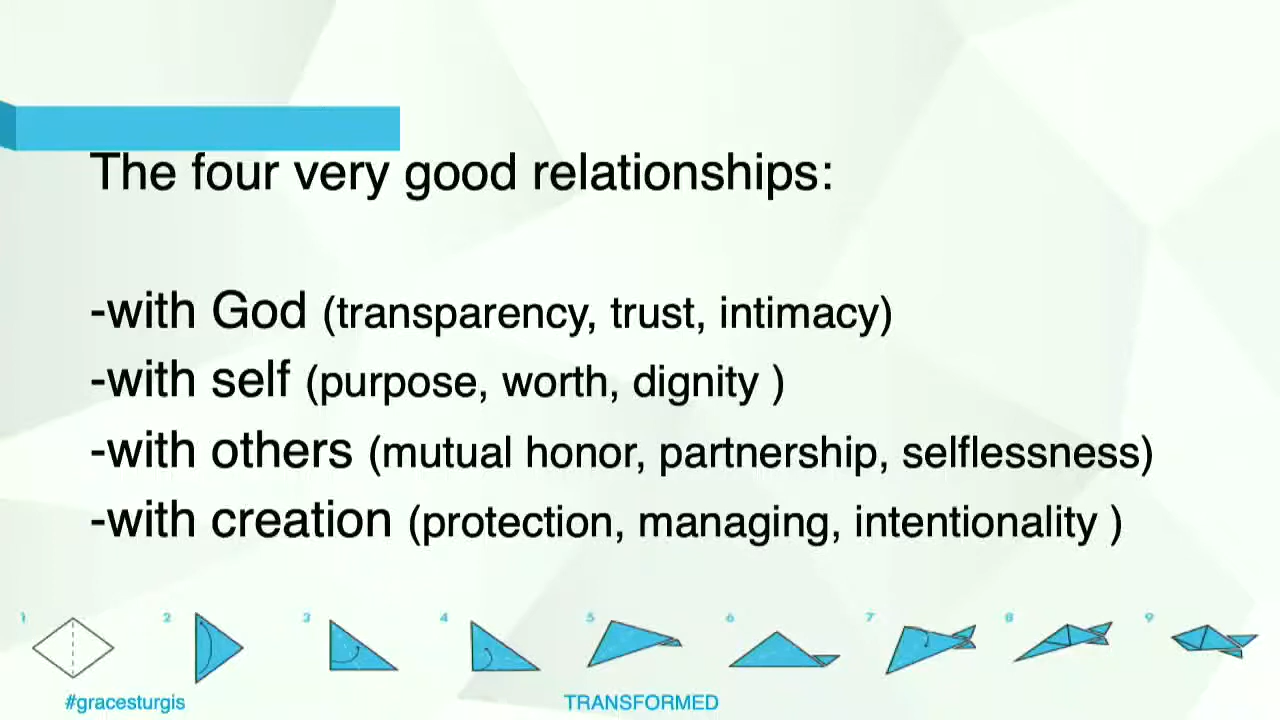 The four very good relationships:
-with God (transparency, trust, intimacy)
-with self (purpose, worth, dignity )
-with others (mutual honor, partnership, selflessness)
-with creation (protection, managing, intentionality )
1 2 3 4 5 6 7 8 9
#gracesturgis TRANSFORMED